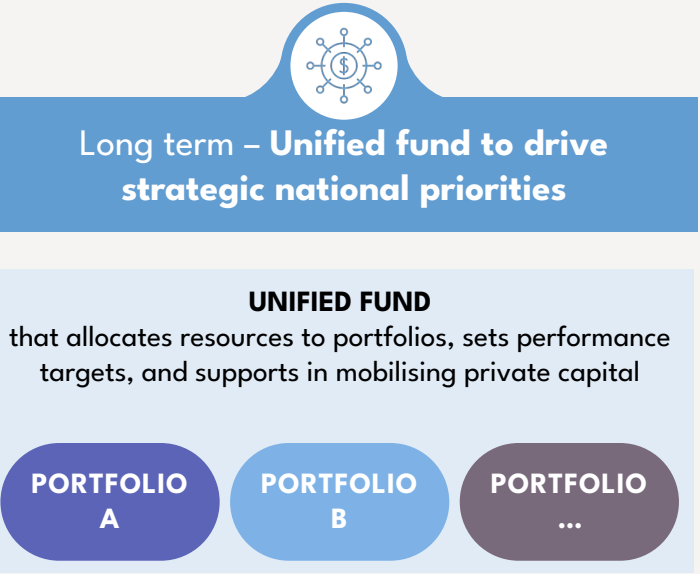 $
Long term – Unified fund to drive
strategic national priorities
UNIFIED FUND
that allocates resources to portfolios, sets performance
targets, and supports in mobilising private capital
PORTFOLIO
A
PORTFOLIO
B
PORTFOLIO
...